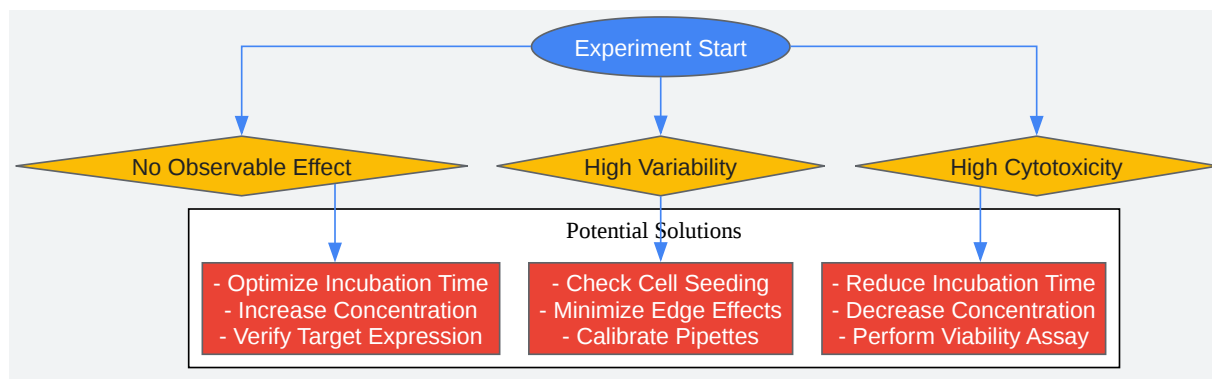 Experiment Start
No Observable Effect
High Variability
High Cytotoxicity
Potential Solutions
- Optimize Incubation Time
- Increase Concentration
- Verify Target Expression
- Check Cell Seeding
- Minimize Edge Effects
- Calibrate Pipettes
- Reduce Incubation Time
- Decrease Concentration
- Perform Viability Assay